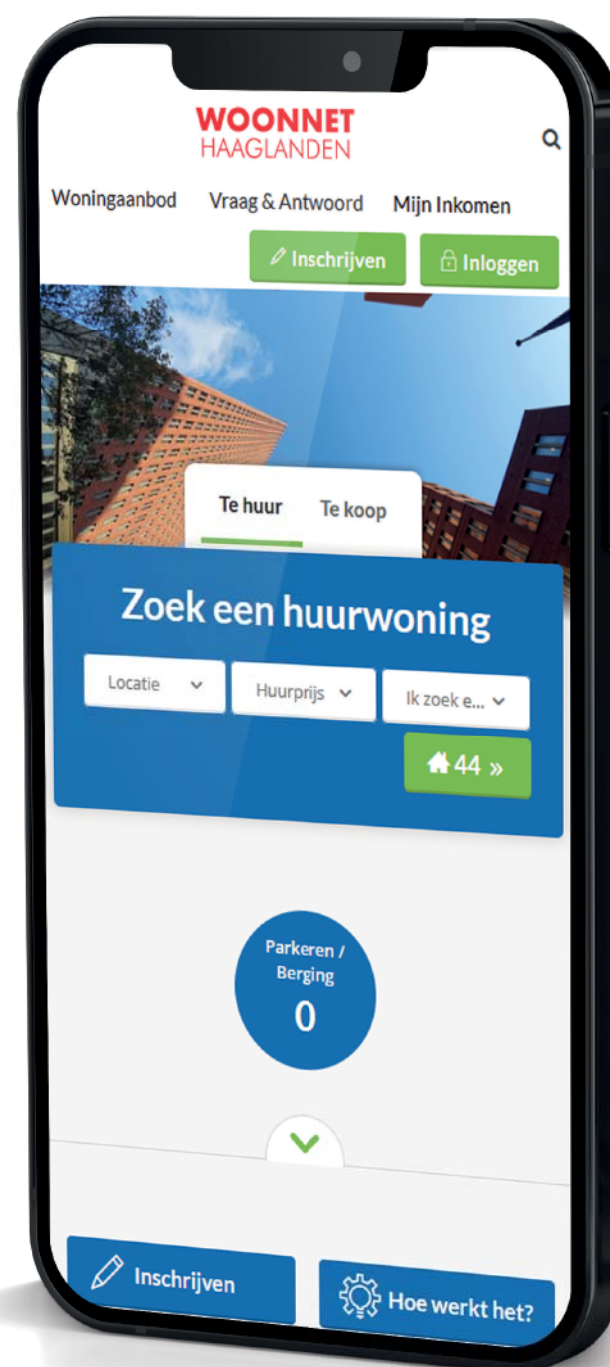 WOONNET
HAAGLANDEN
Woningaanbod Vraag & Antwoord Mijn Inkomen
Inschrijven Inloggen
Te huur Te koop
Zoek een huurwoning
Locatie Huurprijs Ik zoek e...
44 »
Parkeren /
Berging
0
Inschrijven Hoe werkt het?